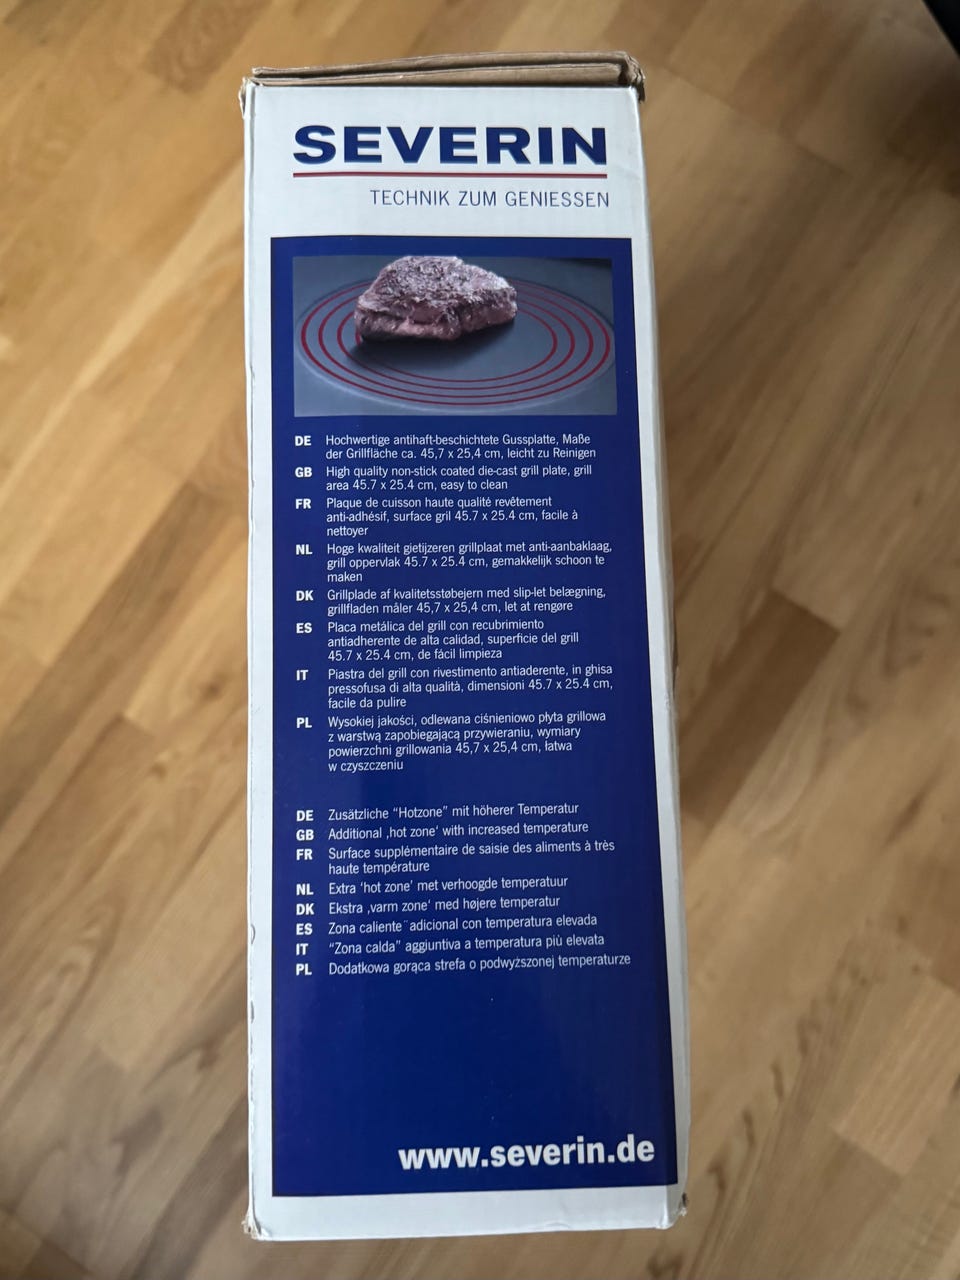 SEVERIN
TECHNIK ZUM GENIESSEN
DE Hochwertige antihaft-beschichtete Gussplatte, Maße
der Grillfläche ca. 45,7 x 25,4 cm, leicht zu Reinigen
GB High quality non-stick coated die-cast grill plate, grill
area 45.7 x 25.4 cm, easy to clean
FR Plaque de cuisson haute qualité revêtement
anti-adhésif, surface gril 45.7 x 25.4 cm, facile à
nettoyer
NL Hoge kwaliteit gietijzeren grillplaat met anti-aanbaklaag,
grill oppervlak 45.7 x 25.4 cm, gemakkelijk schoon te
maken
DK Grillplade af kvalitetsstøbejern med slip-let belægning,
grillfladen måler 45,7 x 25,4 cm, let at rengøre
ES Placa metálica del grill con recubrimiento
antiadherente de alta calidad, superficie del grill
45.7 x 25.4 cm, de fácil limpieza
IT Piastra del grill con rivestimento antiaderente, in ghisa
pressofusa di alta qualità, dimensioni 45.7 x 25.4 cm,
facile da pulire
PL Wysokiej jakości, odlewana ciśnieniowo płyta grillowa
z warstwą zapobiegającą przywieraniu, wymiary
powierzchni grillowania 45,7 x 25,4 cm, łatwa
w czyszczeniu
DE Zusätzliche “Hotzone” mit höherer Temperatur
GB Additional ‚hot zone‘ with increased temperature
FR Surface supplémentaire de saisie des aliments à très
haute température
NL Extra ‘hot zone’ met verhoogde temperatuur
DK Ekstra ‚varm zone‘ med højere temperatur
ES Zona caliente¨adicional con temperatura elevada
IT “Zona calda” aggiuntiva a temperatura più elevata
PL Dodatkowa gorąca strefa o podwyższonej temperaturze
www.severin.de